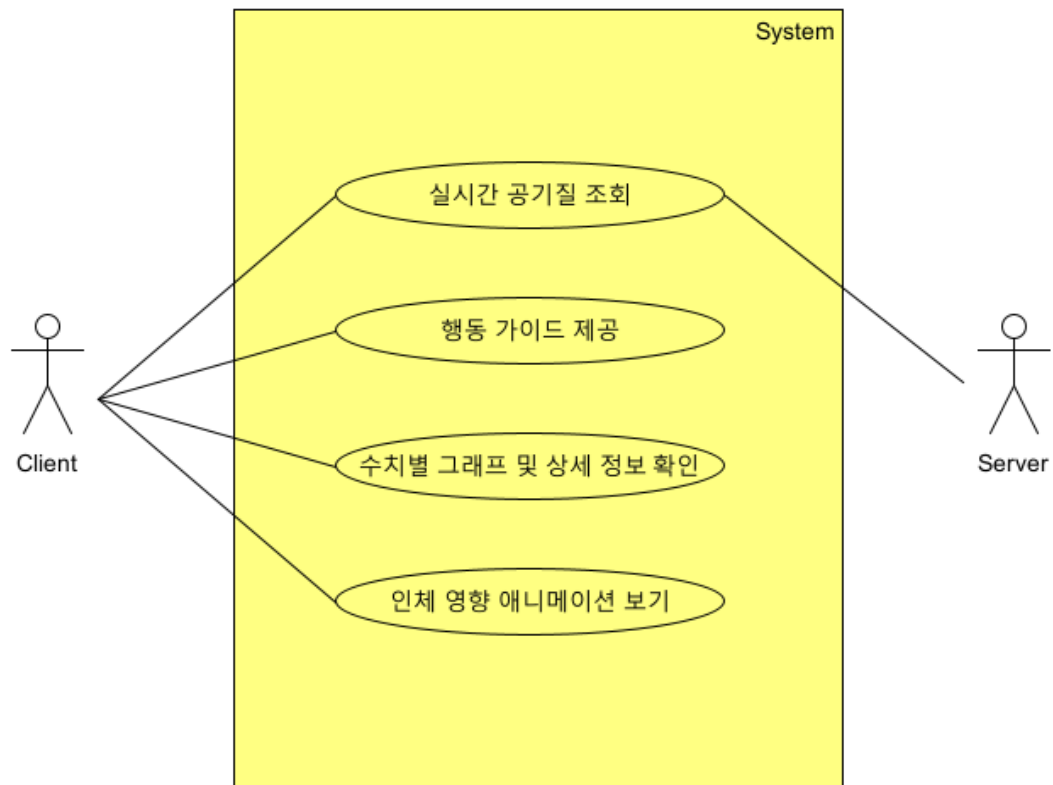 System
실시간 공기질 조회
행동 가이드 제공
수치별 그래프 및 상세 정보 확인
인체 영향 애니메이션 보기
Client
Server